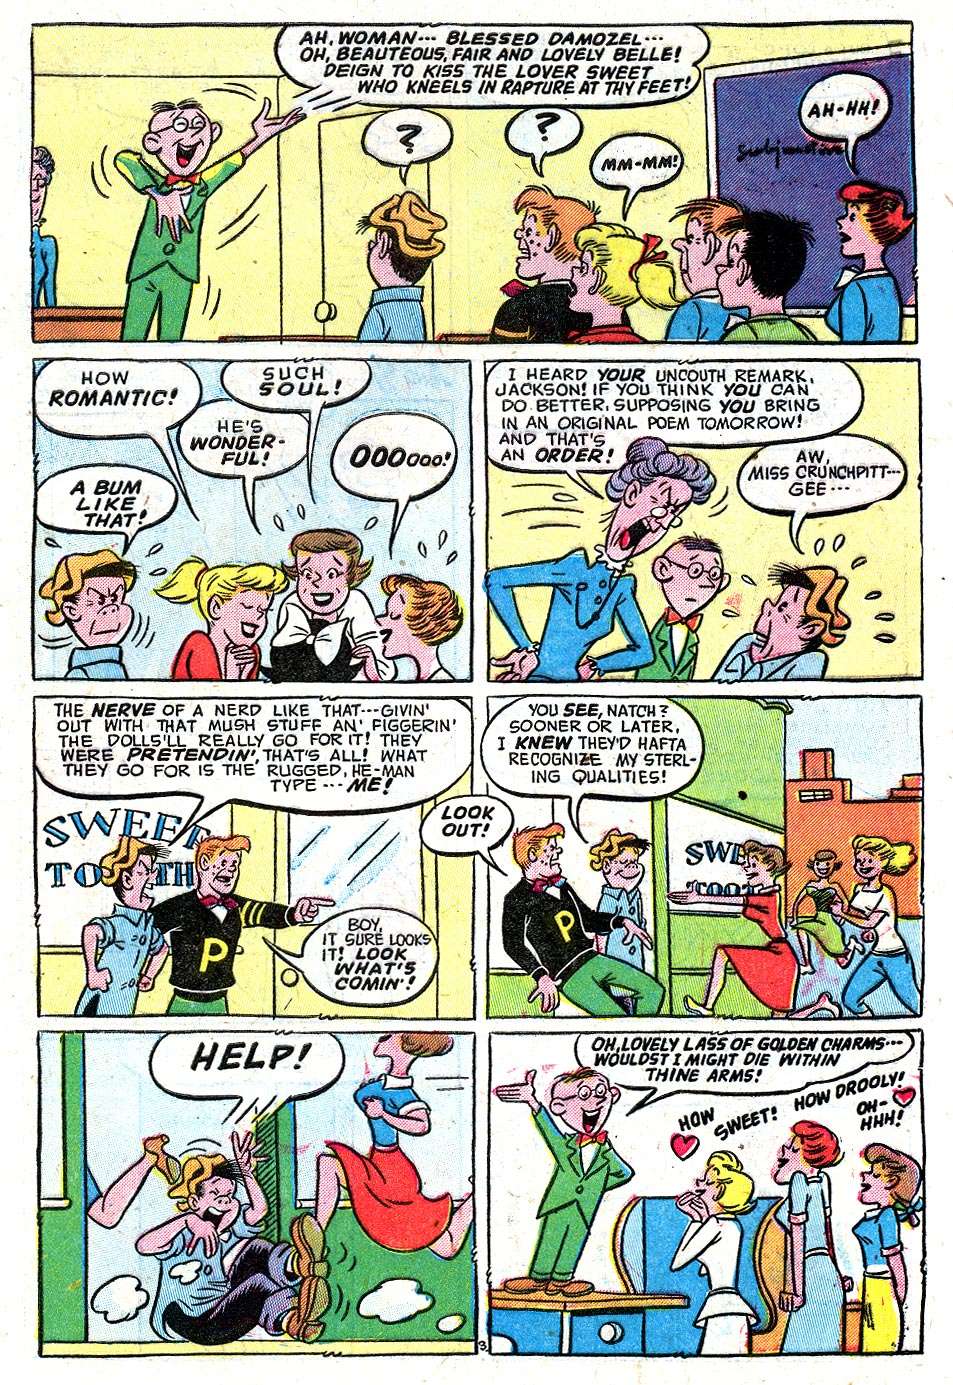 AH, WOMAN--- BLESSED DAMOZEL---
OH, BEAUTEOUS, FAIR AND LOVELY BELLE!
DEIGN TO KISS THE LOVER SWEET
WHO KNEELS IN RAPTURE AT THY FEET!
?
?
MM-MM!
AH-HH!
Subjunctive
A BUM
LIKE
THAT!
HOW
ROMANTIC!
HE'S
WONDER-
FUL!
SUCH
SOUL!
OOOOOO!
I HEARD YOUR UNCOUTH REMARK,
JACKSON! IF YOU THINK YOU CAN
DO BETTER, SUPPOSING YOU BRING
IN AN ORIGINAL POEM TOMORROW!
AND THAT'S
AN ORDER!
AW,
MISS CRUNCHPITT---
GEE---
THE NERVE OF A NERD LIKE THAT---GIVIN'
OUT WITH THAT MUSH STUFF AN' FIGGERIN'
THE DOLLS'LL REALLY GO FOR IT! THEY
WERE PRETENDIN', THAT'S ALL! WHAT
THEY GO FOR IS THE RUGGED, HE-MAN
TYPE --- ME!
SWEET
TOOTH
P
BOY,
IT SURE LOOKS
IT! LOOK
WHAT'S
COMIN'!
LOOK
OUT!
YOU SEE, NATCH?
SOONER OR LATER,
I KNEW THEY'D HAFTA
RECOGNIZE MY STERL-
ING QUALITIES!
P
SWE
TOOT
HELP!
3
OH, LOVELY LASS OF GOLDEN CHARMS---
WOULDST I MIGHT DIE WITHIN
THINE ARMS!
HOW
SWEET!
HOW DROOLY!
OH-
HHH!